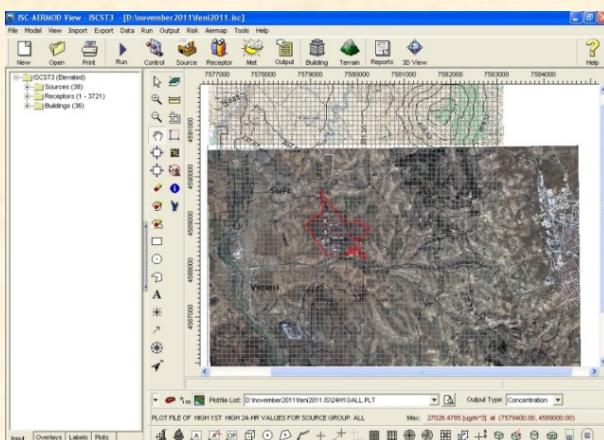 ISC-AERMOD View - ISCST3 - [D:\november2011\feni2011.isc]
File Model View Import Export Data Run Output Risk Aermap Tools Help
New Open Print Run Control Source Receptor Met Output Building Terrain Reports 3D View Help
ISCST3 (Elevated)
Sources (38)
Receptors (1 - 3721)
Buildings (36)
7577000 7578000 7579000 7580000 7581000 7582000 7583000 7584000
4591000
4590000
4589000
4588000
4587000
Vozarci
Plotfile List: D:\november2011\feni2011.IS\24H1GALL.PLT Output Type: Concentration
PLOT FILE OF HIGH 1ST HIGH 24-HR VALUES FOR SOURCE GROUP: ALL Max: 27026.4785 [ug/m^3] at (7579400.00, 4589000.00)
Input Overlays Labels Plots